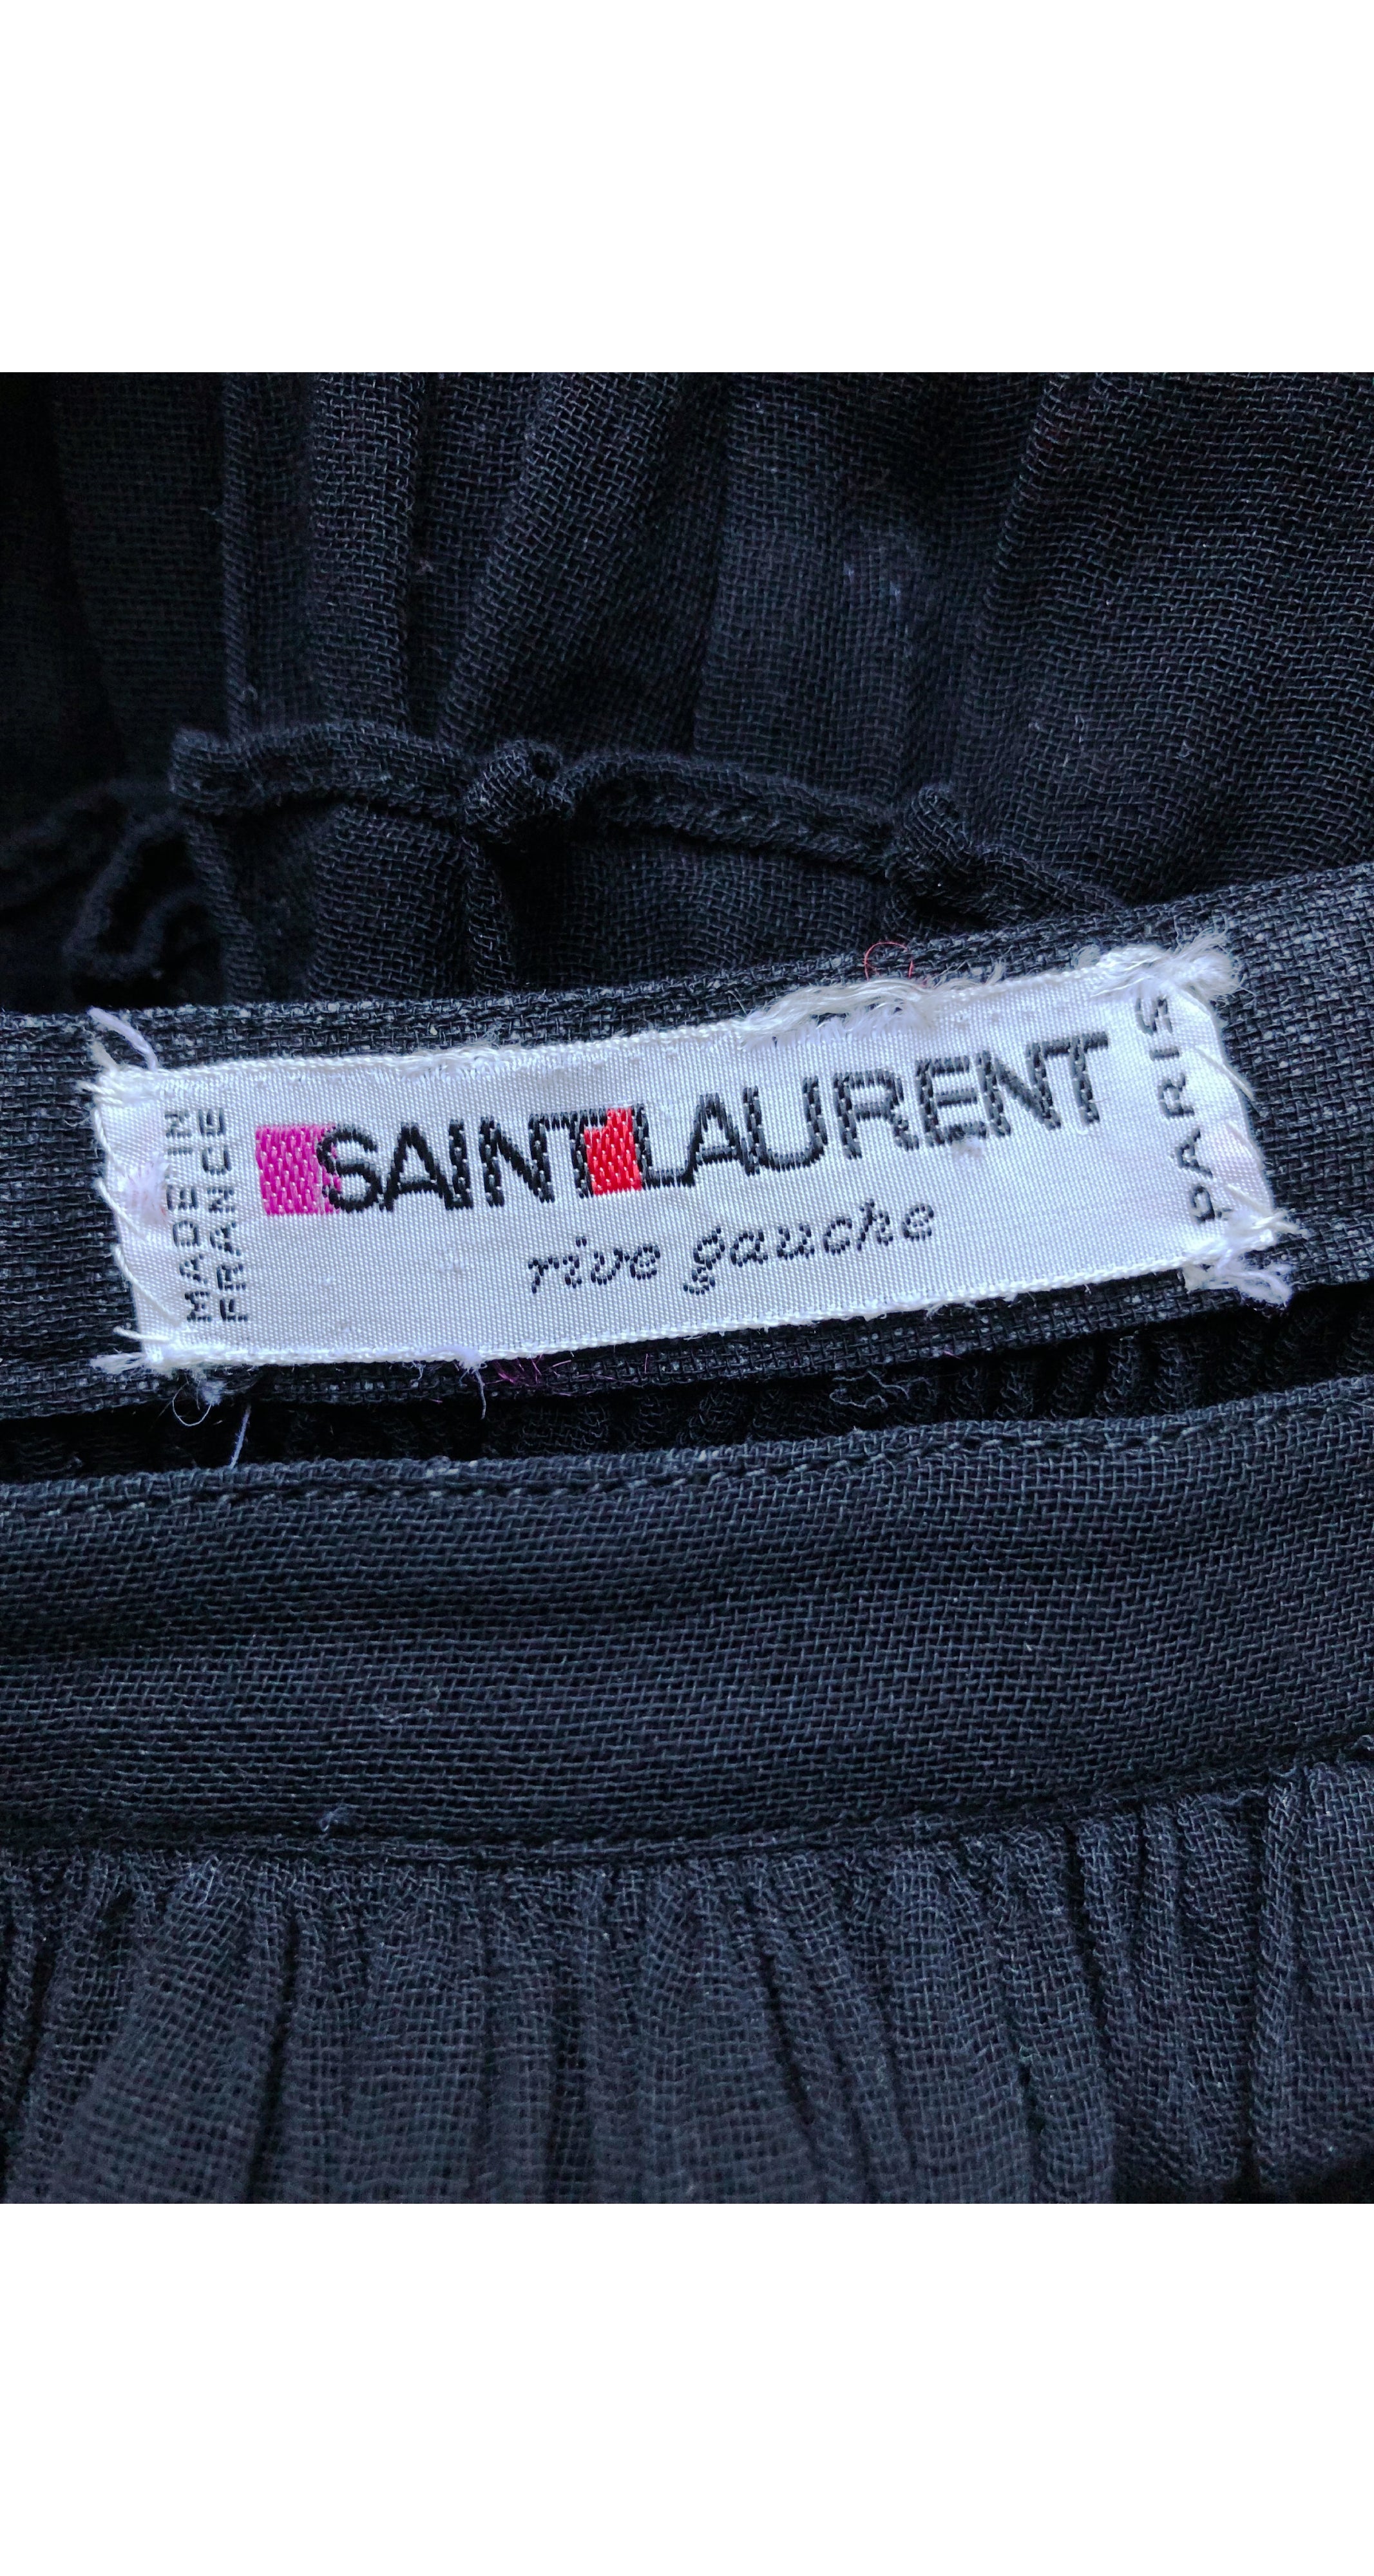 MADE IN
FRANCE
SAINT LAURENT
rive gauche
PARIS